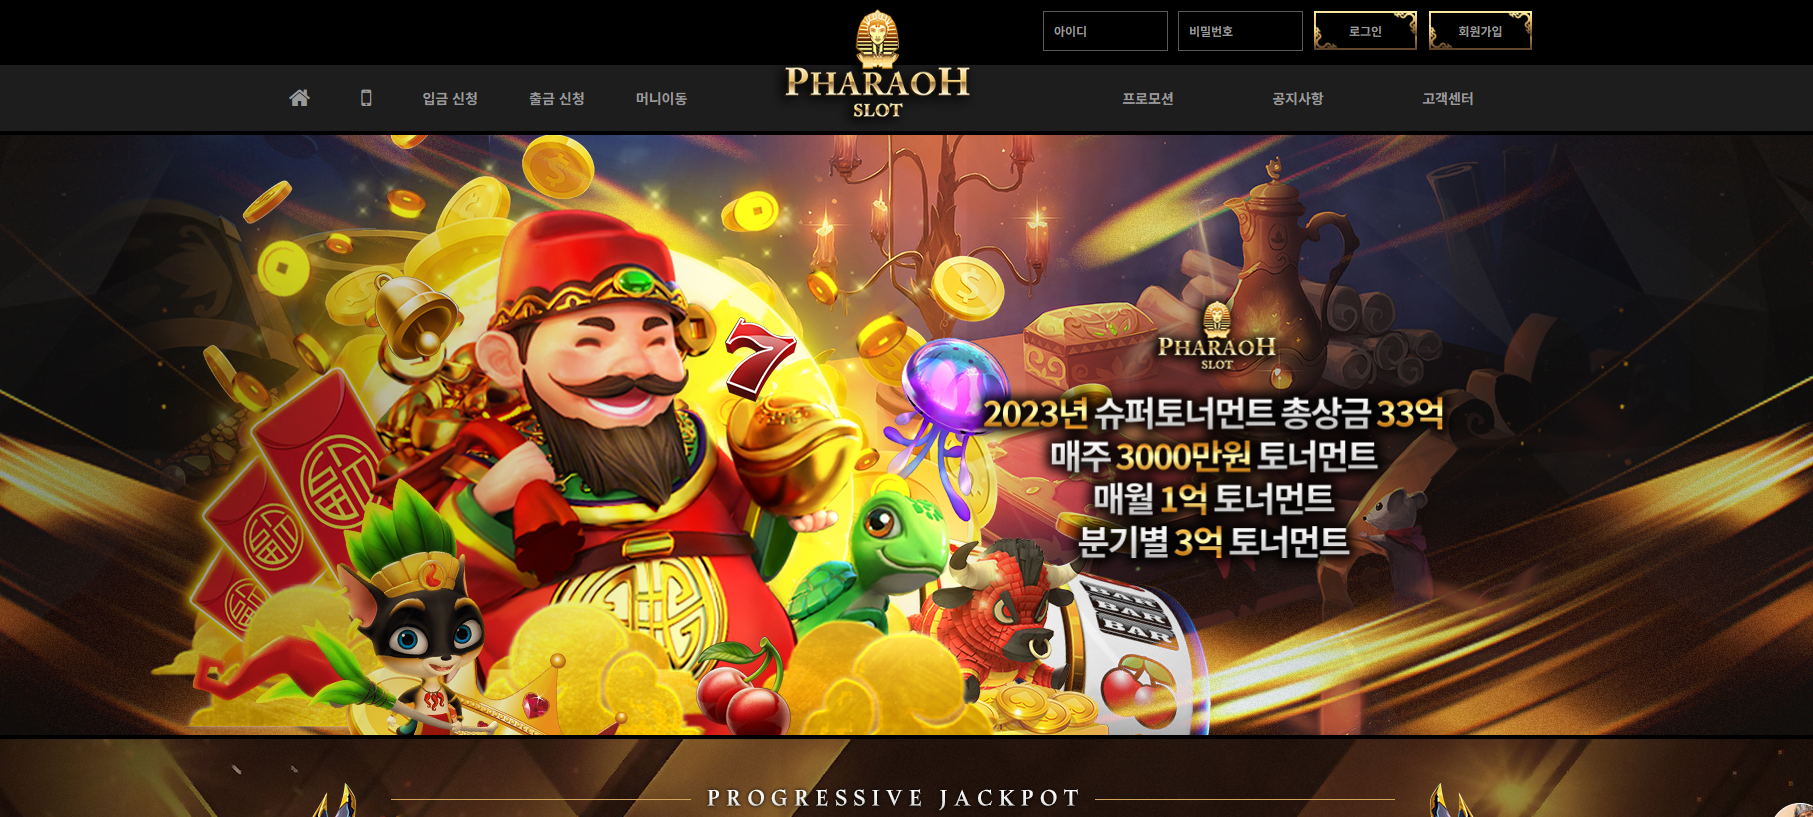 아이디
비밀번호
로그인
회원가입
PHARAOH
SLOT
입금 신청
출금 신청
머니이동
프로모션
공지사항
고객센터
7
PHARAOH
SLOT
2023년 슈퍼토너먼트 총상금 33억
매주 3000만원 토너먼트
매월 1억 토너먼트
분기별 3억 토너먼트
BAR
BAR
BAR
PROGRESSIVE JACKPOT